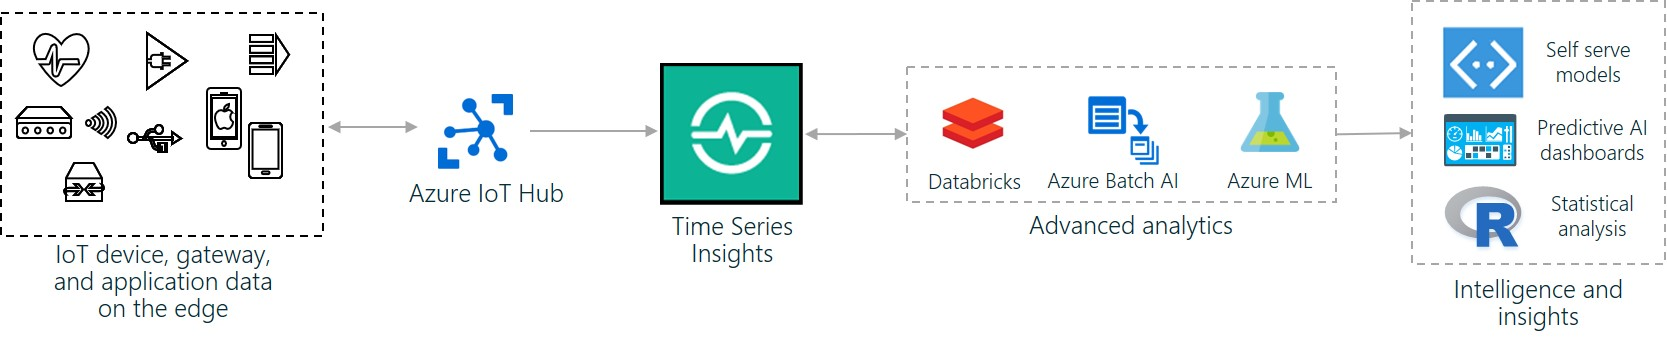 IoT device, gateway,
and application data
on the edge
Azure IoT Hub
Time Series
Insights
Databricks
Azure Batch AI
Azure ML
Advanced analytics
Self serve
models
Predictive AI
dashboards
R
Statistical
analysis
Intelligence and
insights